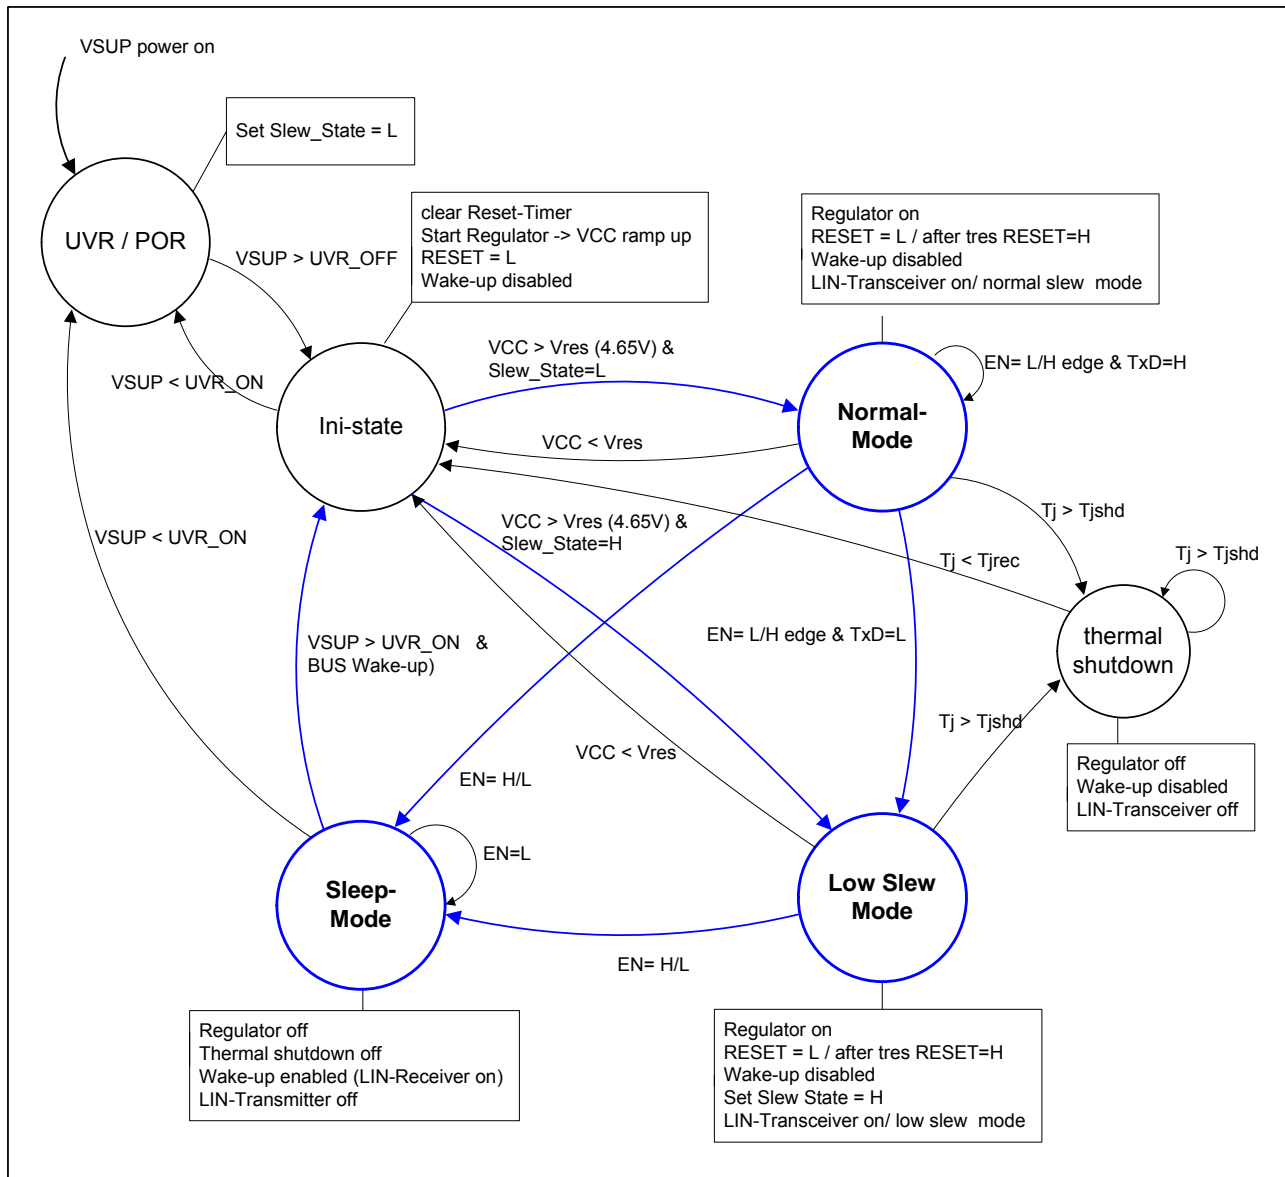 VSUP power on
Set Slew_State = L
UVR / POR
VSUP > UVR_OFF
clear Reset-Timer
Start Regulator -> VCC ramp up
RESET = L
Wake-up disabled
Regulator on
RESET = L / after tres RESET=H
Wake-up disabled
LIN-Transceiver on/ normal slew  mode
VSUP < UVR_ON
Ini-state
VCC > Vres (4.65V) &
Slew_State=L
EN= L/H edge & TxD=H
Normal-
Mode
VCC < Vres
VSUP < UVR_ON
VCC > Vres (4.65V) &
Slew_State=H
Tj > Tjshd
Tj < Tjrec
Tj > Tjshd
VSUP > UVR_ON   &
BUS Wake-up)
EN= L/H edge & TxD=L
thermal
shutdown
Tj > Tjshd
VCC < Vres
EN= H/L
Regulator off
Wake-up disabled
LIN-Transceiver off
EN=L
Sleep-
Mode
Low Slew
Mode
EN= H/L
Regulator off
Thermal shutdown off
Wake-up enabled (LIN-Receiver on)
LIN-Transmitter off
Regulator on
RESET = L / after tres RESET=H
Wake-up disabled
Set Slew State = H
LIN-Transceiver on/ low slew  mode